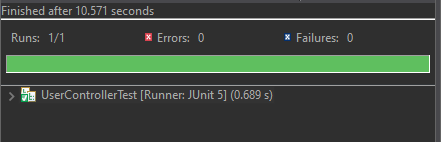 Finished after 10.571 seconds
Runs: 1/1 Errors: 0 Failures: 0
UserControllerTest [Runner: JUnit 5] (0.689 s)